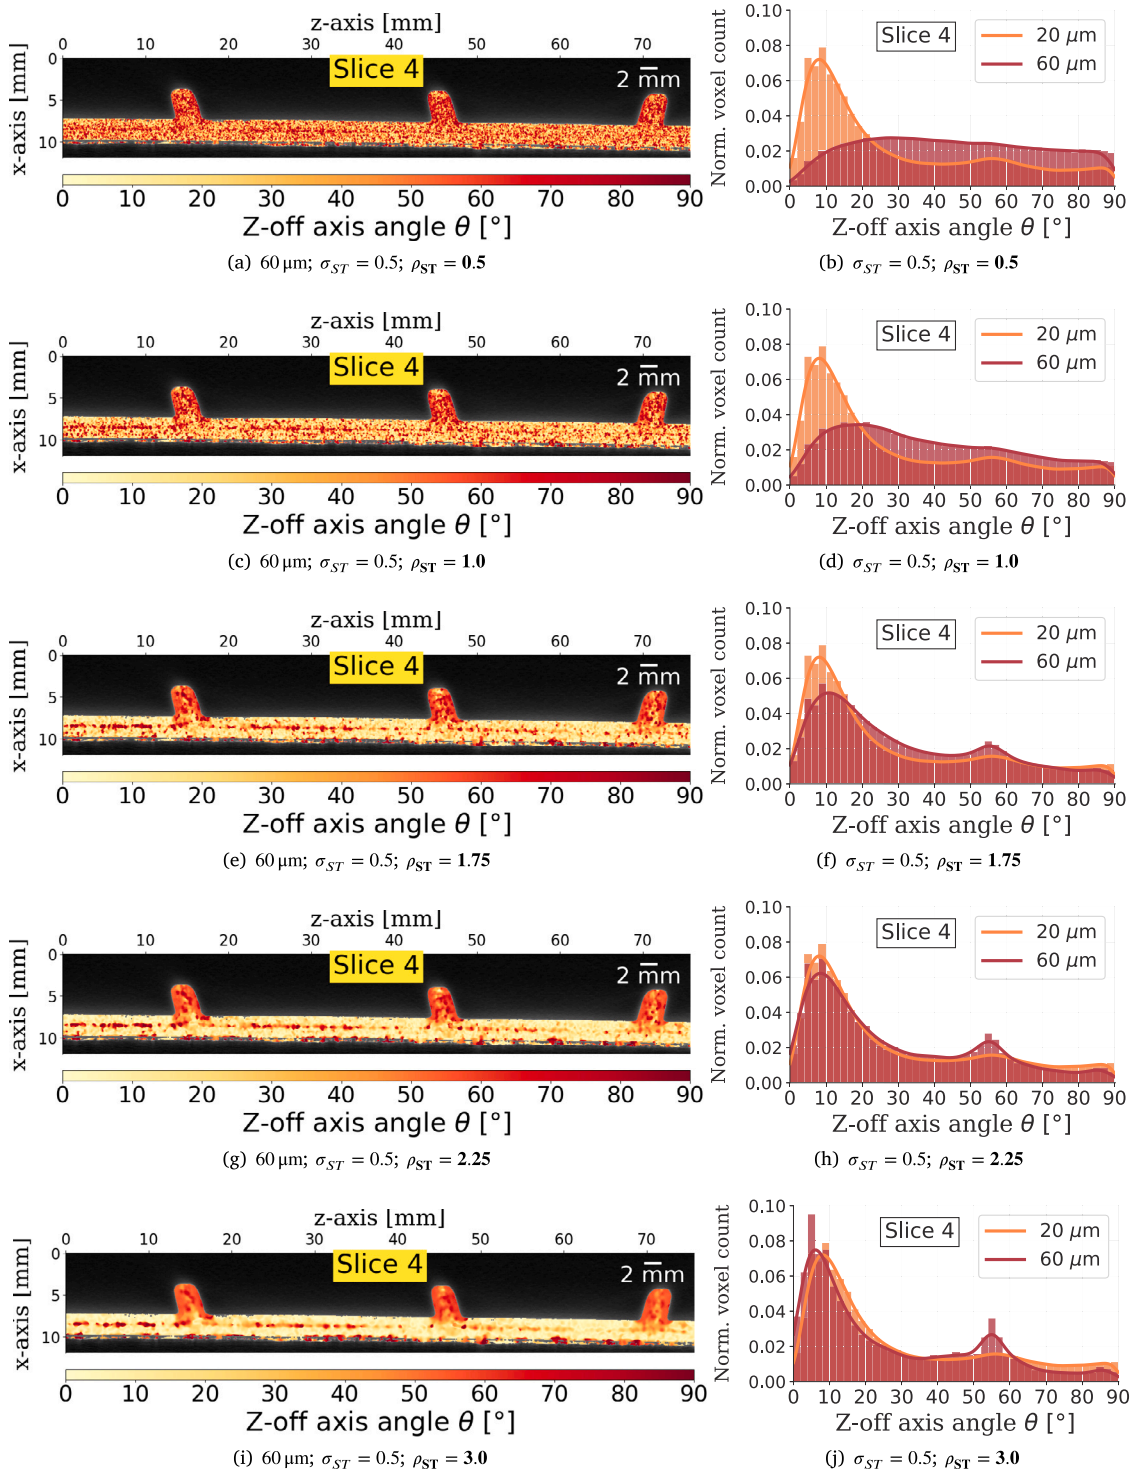 z-axis [mm]
0 10 20 30 40 50 60 70
x-axis [mm]
0
5
10
Slice 4
2 mm
0 10 20 30 40 50 60 70 80 90
Z-off axis angle θ [°]
(a) 60 μm; σST = 0.5; ρST = 0.5
Norm. voxel count
0.10
0.08
0.06
0.04
0.02
0.00
Slice 4
20 μm
60 μm
0 10 20 30 40 50 60 70 80 90
Z-off axis angle θ [°]
(b) σST = 0.5; ρST = 0.5
z-axis [mm]
0 10 20 30 40 50 60 70
x-axis [mm]
0
5
10
Slice 4
2 mm
0 10 20 30 40 50 60 70 80 90
Z-off axis angle θ [°]
(c) 60 μm; σST = 0.5; ρST = 1.0
Norm. voxel count
0.10
0.08
0.06
0.04
0.02
0.00
Slice 4
20 μm
60 μm
0 10 20 30 40 50 60 70 80 90
Z-off axis angle θ [°]
(d) σST = 0.5; ρST = 1.0
z-axis [mm]
0 10 20 30 40 50 60 70
x-axis [mm]
0
5
10
Slice 4
2 mm
0 10 20 30 40 50 60 70 80 90
Z-off axis angle θ [°]
(e) 60 μm; σST = 0.5; ρST = 1.75
Norm. voxel count
0.10
0.08
0.06
0.04
0.02
0.00
Slice 4
20 μm
60 μm
0 10 20 30 40 50 60 70 80 90
Z-off axis angle θ [°]
(f) σST = 0.5; ρST = 1.75
z-axis [mm]
0 10 20 30 40 50 60 70
x-axis [mm]
0
5
10
Slice 4
2 mm
0 10 20 30 40 50 60 70 80 90
Z-off axis angle θ [°]
(g) 60 μm; σST = 0.5; ρST = 2.25
Norm. voxel count
0.10
0.08
0.06
0.04
0.02
0.00
Slice 4
20 μm
60 μm
0 10 20 30 40 50 60 70 80 90
Z-off axis angle θ [°]
(h) σST = 0.5; ρST = 2.25
z-axis [mm]
0 10 20 30 40 50 60 70
x-axis [mm]
0
5
10
Slice 4
2 mm
0 10 20 30 40 50 60 70 80 90
Z-off axis angle θ [°]
(i) 60 μm; σST = 0.5; ρST = 3.0
Norm. voxel count
0.10
0.08
0.06
0.04
0.02
0.00
Slice 4
20 μm
60 μm
0 10 20 30 40 50 60 70 80 90
Z-off axis angle θ [°]
(j) σST = 0.5; ρST = 3.0